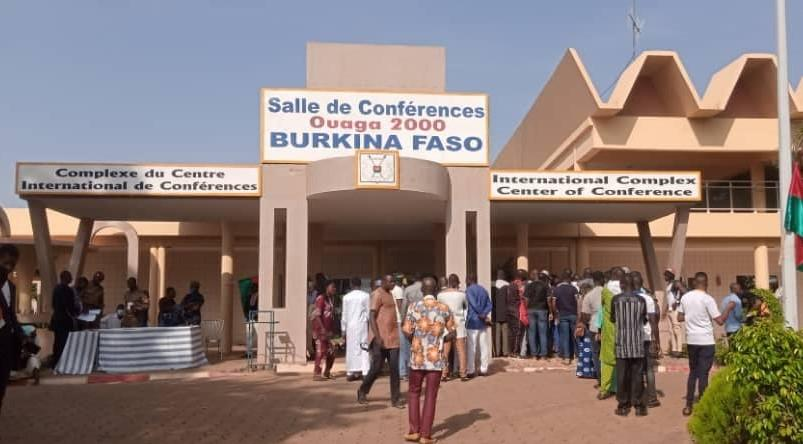 Salle de Conférences
Ouaga 2000
BURKINA FASO
Complexe du Centre
International de Conférences
International Complex
Center of Conference